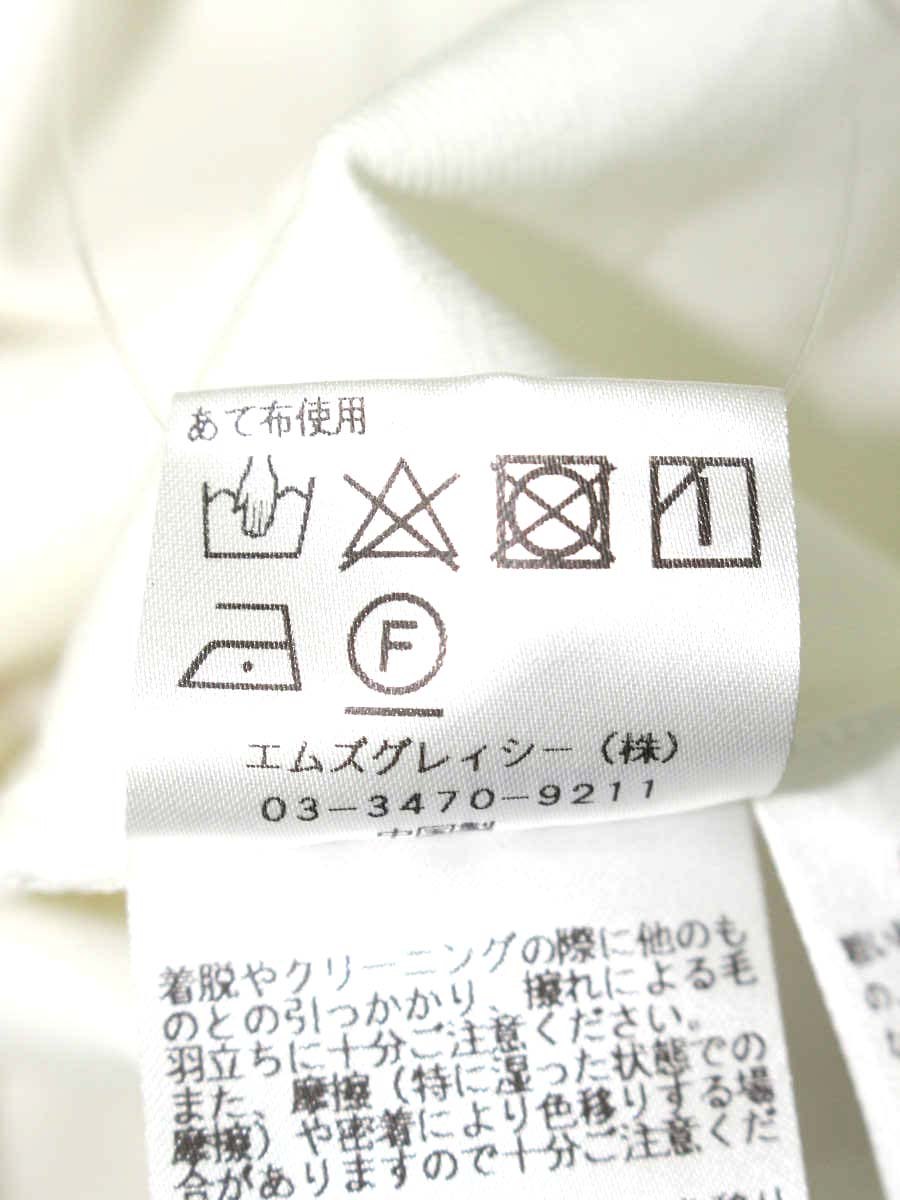 あて布使用
F
エムズグレイシー（株）
03-3470-9211
中国製
着脱やクリーニングの際に他のも
のとの引っかかり、擦れによる毛
羽立ちに十分ご注意ください。
また、摩擦（特に湿った状態での
摩擦）や密着により色移りする場
合がありますので十分ご注意くだ